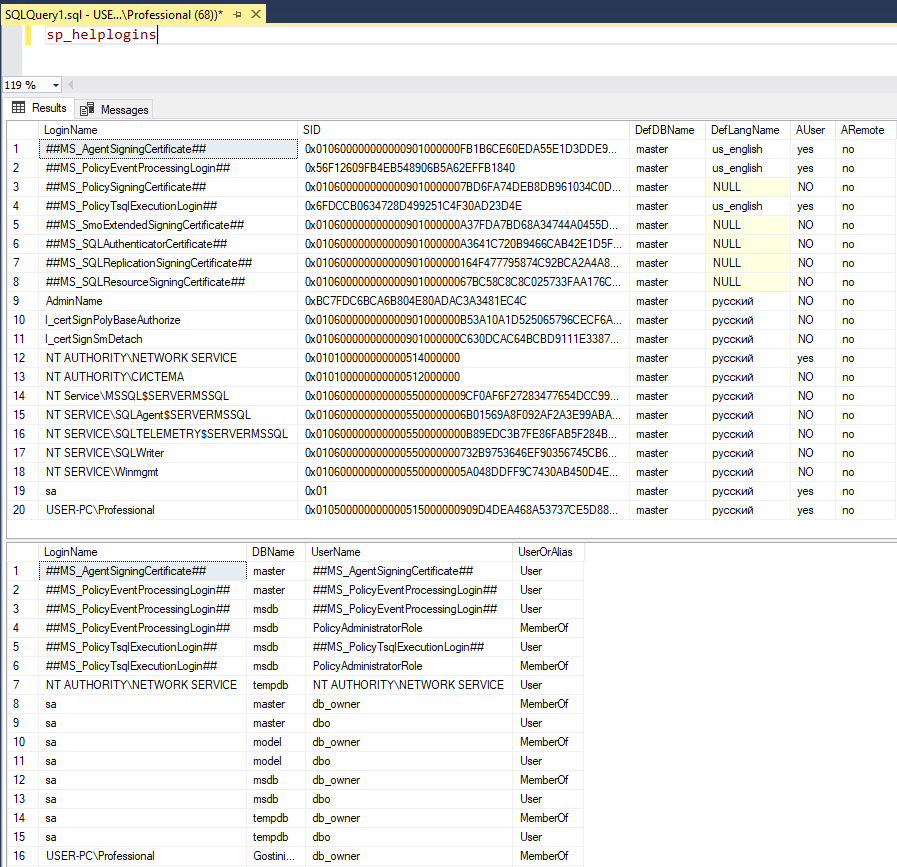 SQLQuery1.sql - USE...\Professional (68))*
sp_helplogins
119 %
Results Messages
LoginName SID DefDBName DefLangName AUser ARemote
1 ##MS_AgentSigningCertificate## 0x010600000000000901000000FB1B6CE60EDA55E1D3DDE9... master us_english yes no
2 ##MS_PolicyEventProcessingLogin## 0x56F12609FB4EB548906B5A62EFFB1840 master us_english yes no
3 ##MS_PolicySigningCertificate## 0x0106000000000009010000007BD6FA74DEB8DB961034C0D... master NULL NO no
4 ##MS_PolicyTsqlExecutionLogin## 0x6FDCCB0634728D499251C4F30AD23D4E master us_english yes no
5 ##MS_SmoExtendedSigningCertificate## 0x010600000000000901000000A37FDA7BD68A34744A0455D... master NULL NO no
6 ##MS_SQLAuthenticatorCertificate## 0x010600000000000901000000A3641C720B9466CAB42E1D5F... master NULL NO no
7 ##MS_SQLReplicationSigningCertificate## 0x010600000000000901000000164F477795874C92BCA2A4A8... master NULL NO no
8 ##MS_SQLResourceSigningCertificate## 0x01060000000000090100000067BC58C8C8C025733FAA176C... master NULL NO no
9 AdminName 0xBC7FDC6BCA6B804E80ADAC3A3481EC4C master русский NO no
10 l_certSignPolyBaseAuthorize 0x010600000000000901000000B53A10A1D525065796CECF6A... master русский NO no
11 l_certSignSmDetach 0x010600000000000901000000C630DCAC64BCBD9111E3387... master русский NO no
12 NT AUTHORITY\NETWORK SERVICE 0x010100000000000514000000 master русский yes no
13 NT AUTHORITY\СИСТЕМА 0x010100000000000512000000 master русский NO no
14 NT Service\MSSQL$SERVERMSSQL 0x0106000000000005500000009CF0AF6F27283477654DCC99... master русский NO no
15 NT SERVICE\SQLAgent$SERVERMSSQL 0x0106000000000005500000006B01569A8F092AF2A3E99ABA... master русский NO no
16 NT SERVICE\SQLTELEMETRY$SERVERMSSQL 0x010600000000000550000000B89EDC3B7FE86FAB5F284B... master русский NO no
17 NT SERVICE\SQLWriter 0x010600000000000550000000732B9753646EF90356745CB6... master русский NO no
18 NT SERVICE\Winmgmt 0x0106000000000005500000005A048DDFF9C7430AB450D4E... master русский NO no
19 sa 0x01 master русский yes no
20 USER-PC\Professional 0x010500000000000515000000909D4DEA468A53737CE5D88... master русский yes no
LoginName DBName UserName UserOrAlias
1 ##MS_AgentSigningCertificate## master ##MS_AgentSigningCertificate## User
2 ##MS_PolicyEventProcessingLogin## master ##MS_PolicyEventProcessingLogin## User
3 ##MS_PolicyEventProcessingLogin## msdb ##MS_PolicyEventProcessingLogin## User
4 ##MS_PolicyEventProcessingLogin## msdb PolicyAdministratorRole MemberOf
5 ##MS_PolicyTsqlExecutionLogin## msdb ##MS_PolicyTsqlExecutionLogin## User
6 ##MS_PolicyTsqlExecutionLogin## msdb PolicyAdministratorRole MemberOf
7 NT AUTHORITY\NETWORK SERVICE tempdb NT AUTHORITY\NETWORK SERVICE User
8 sa master db_owner MemberOf
9 sa master dbo User
10 sa model db_owner MemberOf
11 sa model dbo User
12 sa msdb db_owner MemberOf
13 sa msdb dbo User
14 sa tempdb db_owner MemberOf
15 sa tempdb dbo User
16 USER-PC\Professional Gostini... db_owner MemberOf